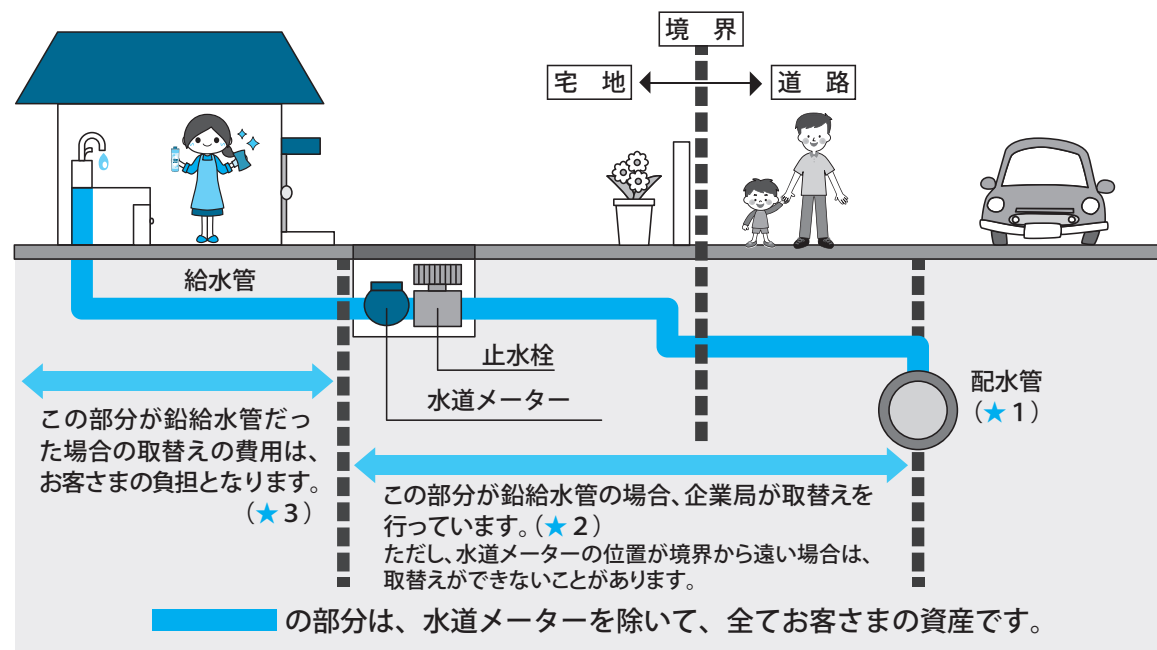 境 界
宅 地
道 路
給水管
止水栓
水道メーター
配水管
（★１）
この部分が鉛給水管だっ
た場合の取替えの費用は、
お客さまの負担となります。
（★３）
この部分が鉛給水管の場合、企業局が取替えを
行っています。（★２）
ただし、水道メーターの位置が境界から遠い場合は、
取替えができないことがあります。
の部分は、水道メーターを除いて、全てお客さまの資産です。